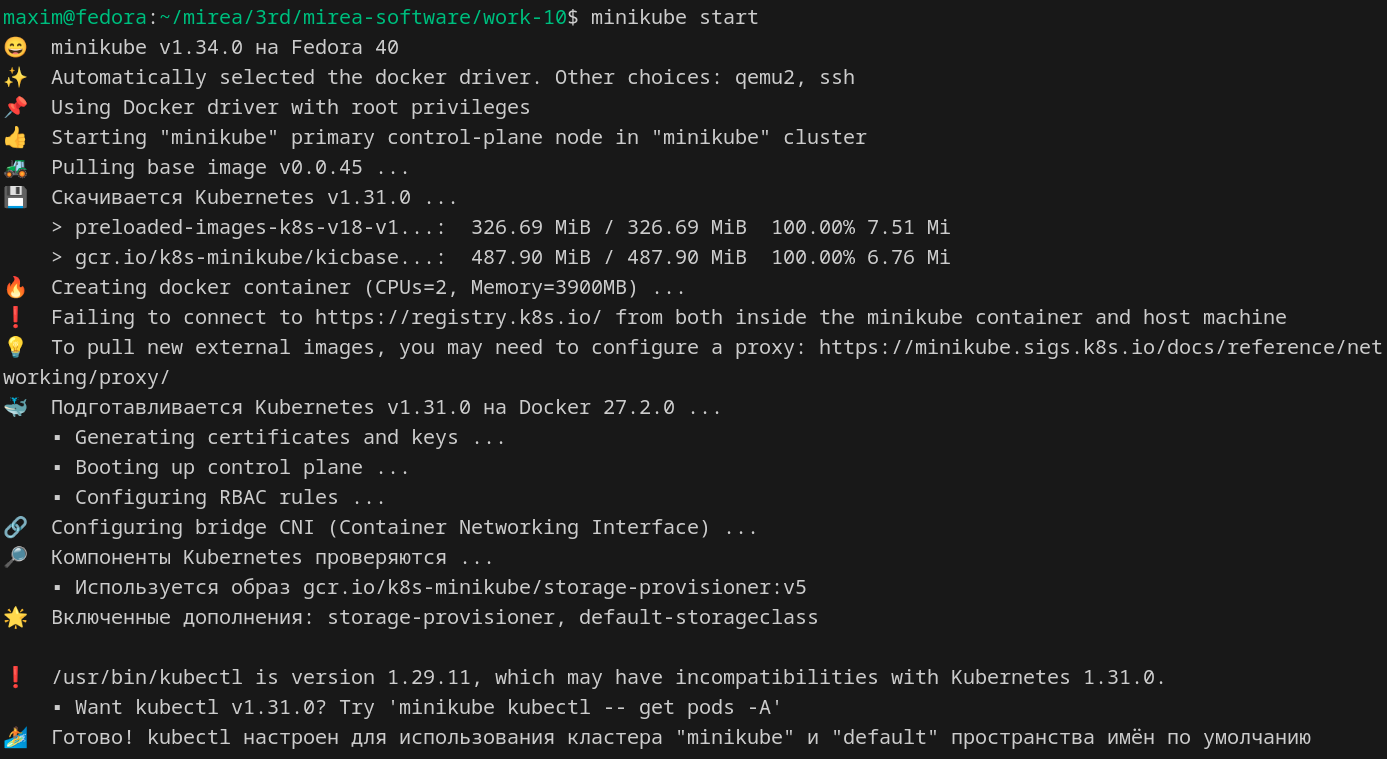 maxim@fedora:~/mirea/3rd/mirea-software/work-10$ minikube start
😄  minikube v1.34.0 на Fedora 40
✨  Automatically selected the docker driver. Other choices: qemu2, ssh
📌  Using Docker driver with root privileges
👍  Starting "minikube" primary control-plane node in "minikube" cluster
🚜  Pulling base image v0.0.45 ...
💾  Скачивается Kubernetes v1.31.0 ...
    > preloaded-images-k8s-v18-v1...:  326.69 MiB / 326.69 MiB  100.00% 7.51 Mi
    > gcr.io/k8s-minikube/kicbase...:  487.90 MiB / 487.90 MiB  100.00% 6.76 Mi
🔥  Creating docker container (CPUs=2, Memory=3900MB) ...
❗  Failing to connect to https://registry.k8s.io/ from both inside the minikube container and host machine
💡  To pull new external images, you may need to configure a proxy: https://minikube.sigs.k8s.io/docs/reference/net
working/proxy/
🐳  Подготавливается Kubernetes v1.31.0 на Docker 27.2.0 ...
    ▪ Generating certificates and keys ...
    ▪ Booting up control plane ...
    ▪ Configuring RBAC rules ...
🔗  Configuring bridge CNI (Container Networking Interface) ...
🔎  Компоненты Kubernetes проверяются ...
    ▪ Используется образ gcr.io/k8s-minikube/storage-provisioner:v5
🌟  Включенные дополнения: storage-provisioner, default-storageclass
❗  /usr/bin/kubectl is version 1.29.11, which may have incompatibilities with Kubernetes 1.31.0.
    ▪ Want kubectl v1.31.0? Try 'minikube kubectl -- get pods -A'
🏄  Готово! kubectl настроен для использования кластера "minikube" и "default" пространства имён по умолчанию